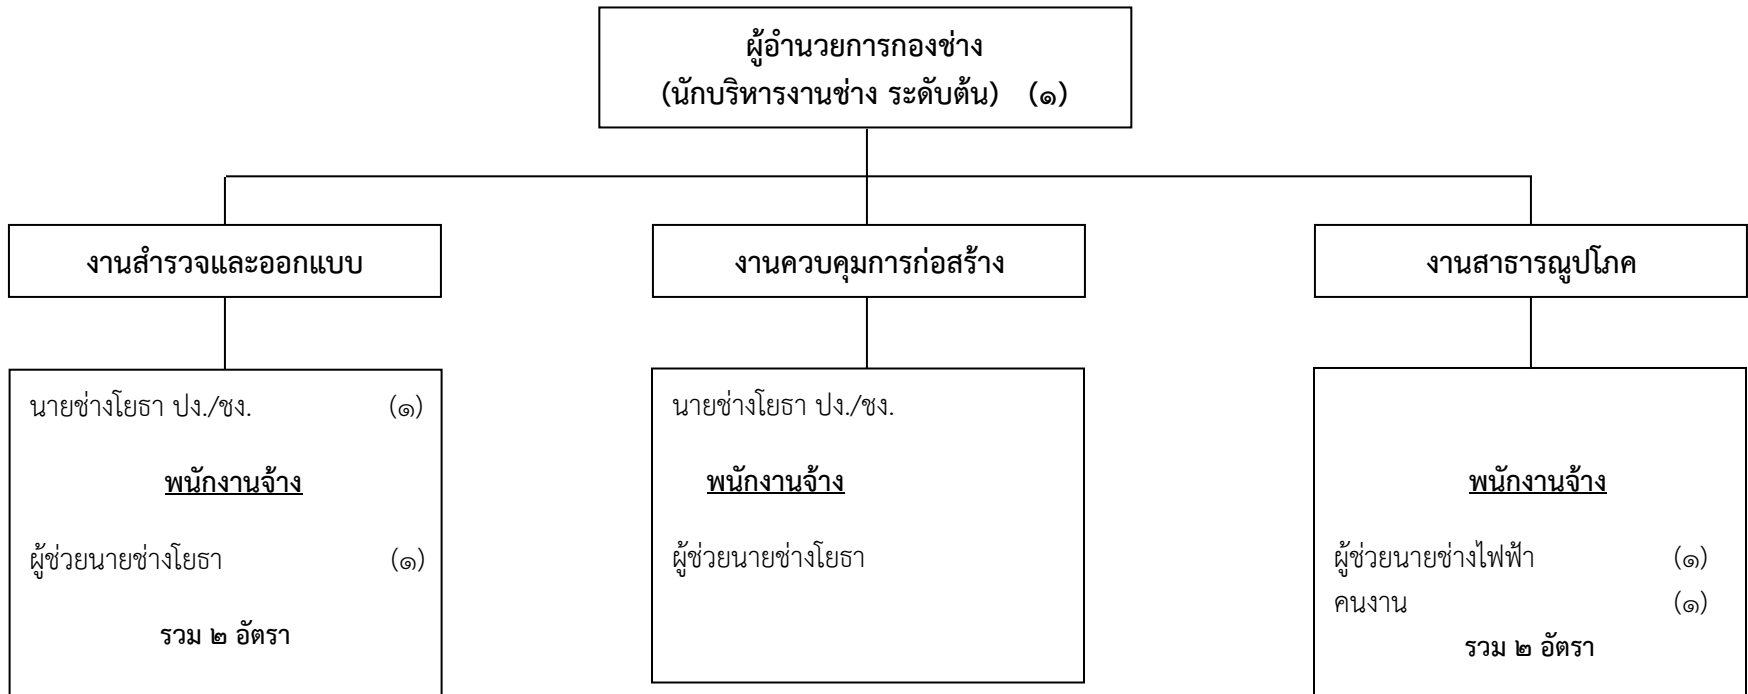 ผู้อำนวยการกองช่าง
(นักบริหารงานช่าง ระดับต้น) (๑)
งานสำรวจและออกแบบ
นายช่างโยธา ปง./ชง. (๑)
พนักงานจ้าง
ผู้ช่วยนายช่างโยธา (๑)
รวม ๒ อัตรา
งานควบคุมการก่อสร้าง
นายช่างโยธา ปง./ชง.
พนักงานจ้าง
ผู้ช่วยนายช่างโยธา
งานสาธารณูปโภค
พนักงานจ้าง
ผู้ช่วยนายช่างไฟฟ้า (๑)
คนงาน (๑)
รวม ๒ อัตรา